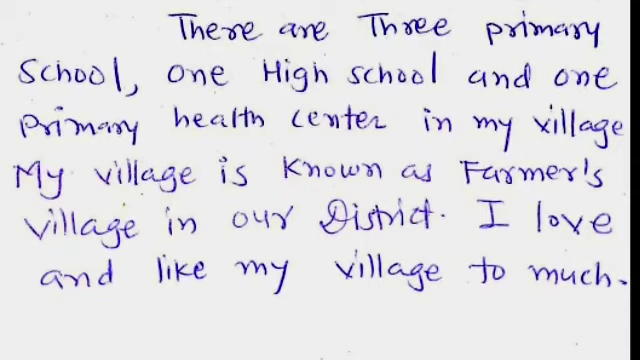 There are Three primary
School, one High school and one
Primary health center in my village
My village is known as Farmer's
village in our District. I love
and like my village to much.